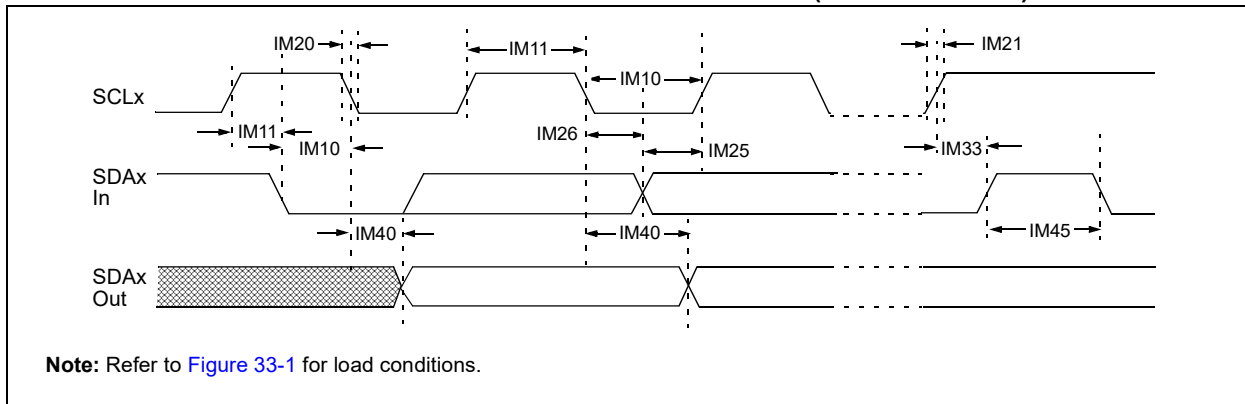 IM20
IM11
IM21
IM10
SCLx
IM11
IM26
IM10
IM25
IM33
SDAx
In
IM40
IM40
IM45
SDAx
Out
Note: Refer to Figure 33-1 for load conditions.